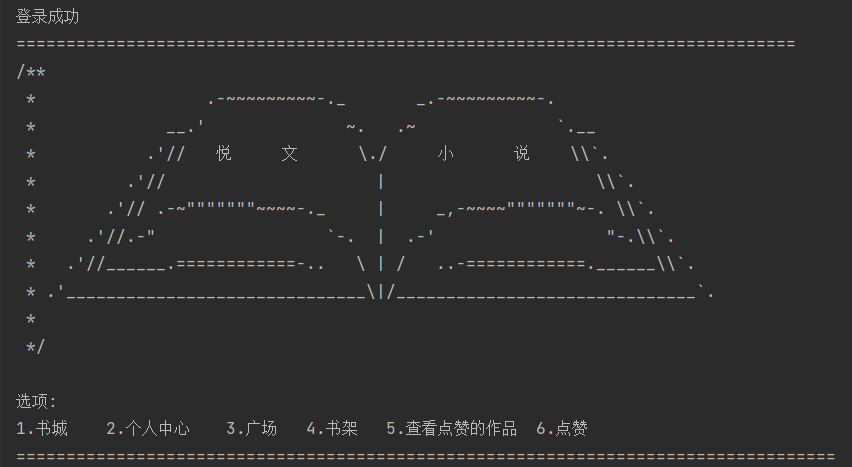 登录成功
==============================================================================
/**
 *                 .-~~~~~~~~~-._       _.-~~~~~~~~~-.
 *             __.'              ~.   .~              `.__
 *           .'//   悦     文      \./     小      说    \\`.
 *         .'//                     |                     \\`.
 *       .'// .-~"""""""~~~~-._     |     _,-~~~~"""""""~-. \\`.
 *     .'//.-"                 `-.  |  .-'                 "-.\\`.
 *   .'//______.============-..   \ | /   ..-============.______\\`.
 * .'______________________________\|/______________________________`.
 *
 */
选项:
1.书城    2.个人中心    3.广场   4.书架   5.查看点赞的作品  6.点赞
==================================================================================